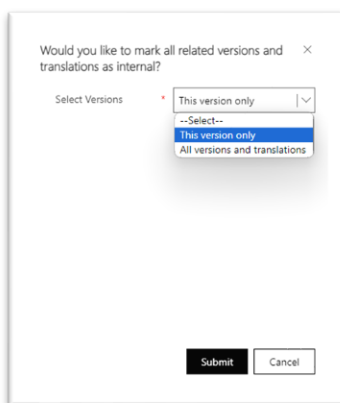 Would you like to mark all related versions and
translations as internal?
Select Versions * This version only
--Select--
This version only
All versions and translations
Submit Cancel